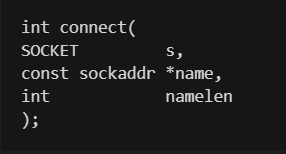 int connect(
SOCKET         s,
const sockaddr *name,
int            namelen
);